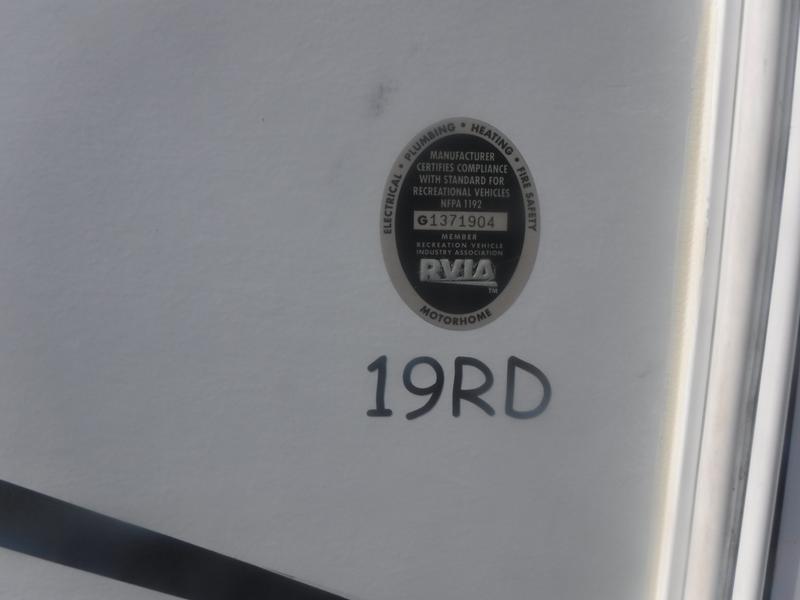 ELECTRICAL • PLUMBING • HEATING • FIRE SAFETY
MANUFACTURER
CERTIFIES COMPLIANCE
WITH STANDARD FOR
RECREATIONAL VEHICLES
NFPA 1192
G1371904
MEMBER
RECREATION VEHICLE
INDUSTRY ASSOCIATION
RVIA
TM
MOTORHOME
19RD